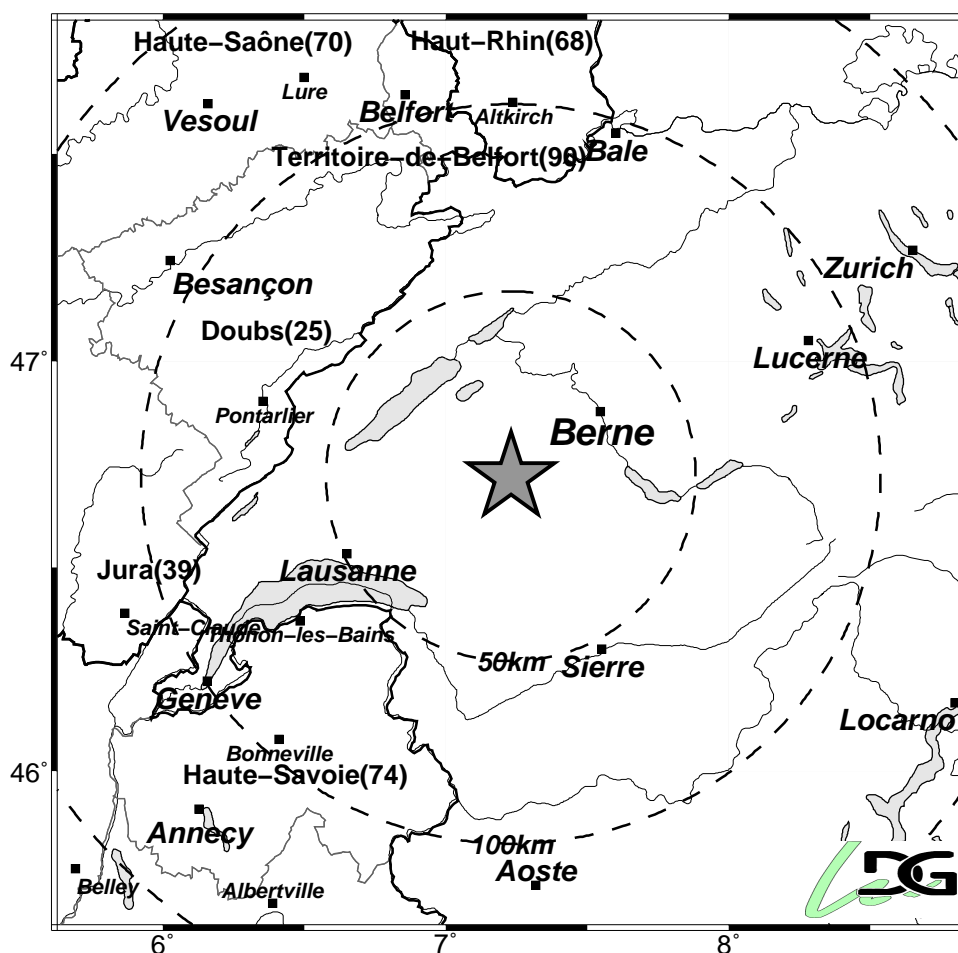 Haute−Saône(70)
Haut−Rhin(68)
Lure
Belfort
Vesoul
Altkirch
Bale
Territoire−de−Belfort(90)
Zurich
Besançon
Doubs(25)
47°
Lucerne
Pontarlier
Berne
Jura(39)
Lausanne
Saint−Claude
Thonon−les−Bains
50km
Sierre
Genève
Locarno
Bonneville
46°
Haute−Savoie(74)
Annecy
100km
Aoste
Belley
Albertville
DG
6°
7°
8°